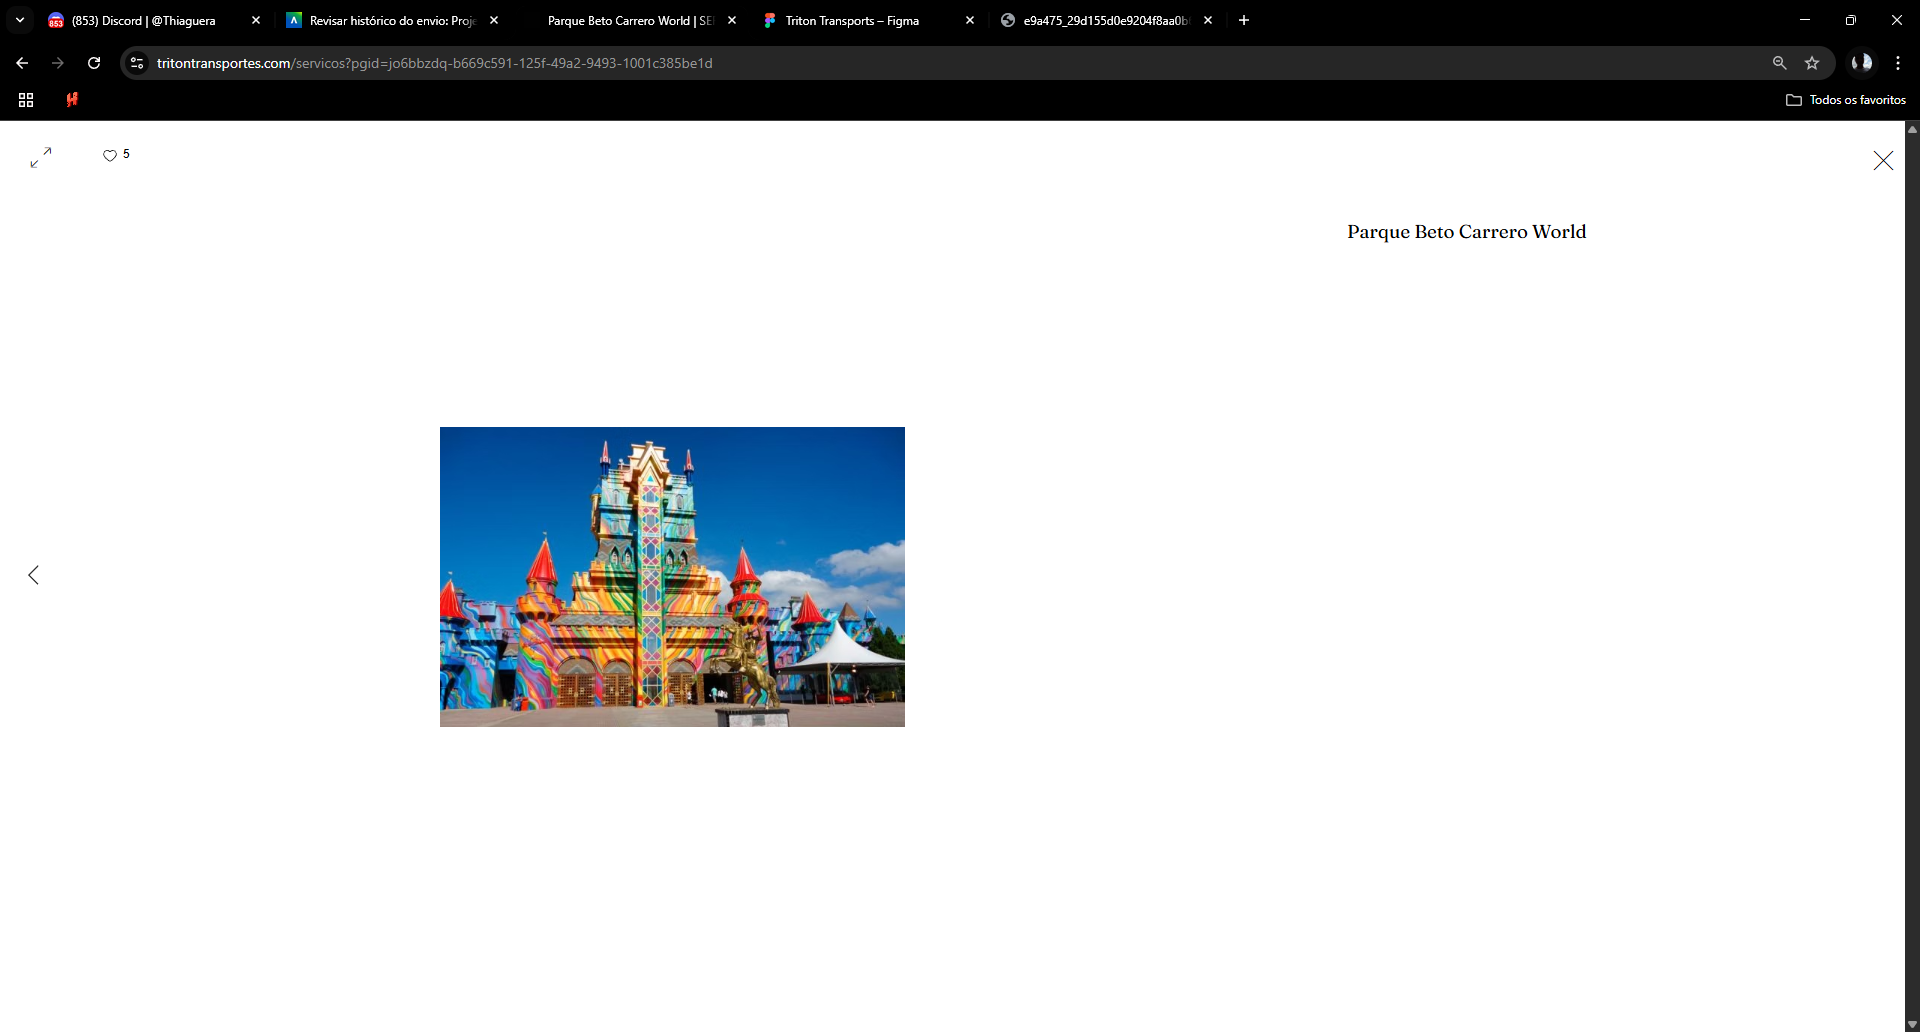 (853) Discord | @Thiaguera
Revisar histórico do envio: Proje
Parque Beto Carrero World | SE
Triton Transports – Figma
e9a475_29d155d0e9204f8aa0b
tritontransportes.com/servicos?pgid=jo6bbzdq-b669c591-125f-49a2-9493-1001c385be1d
Todos os favoritos
5
Parque Beto Carrero World